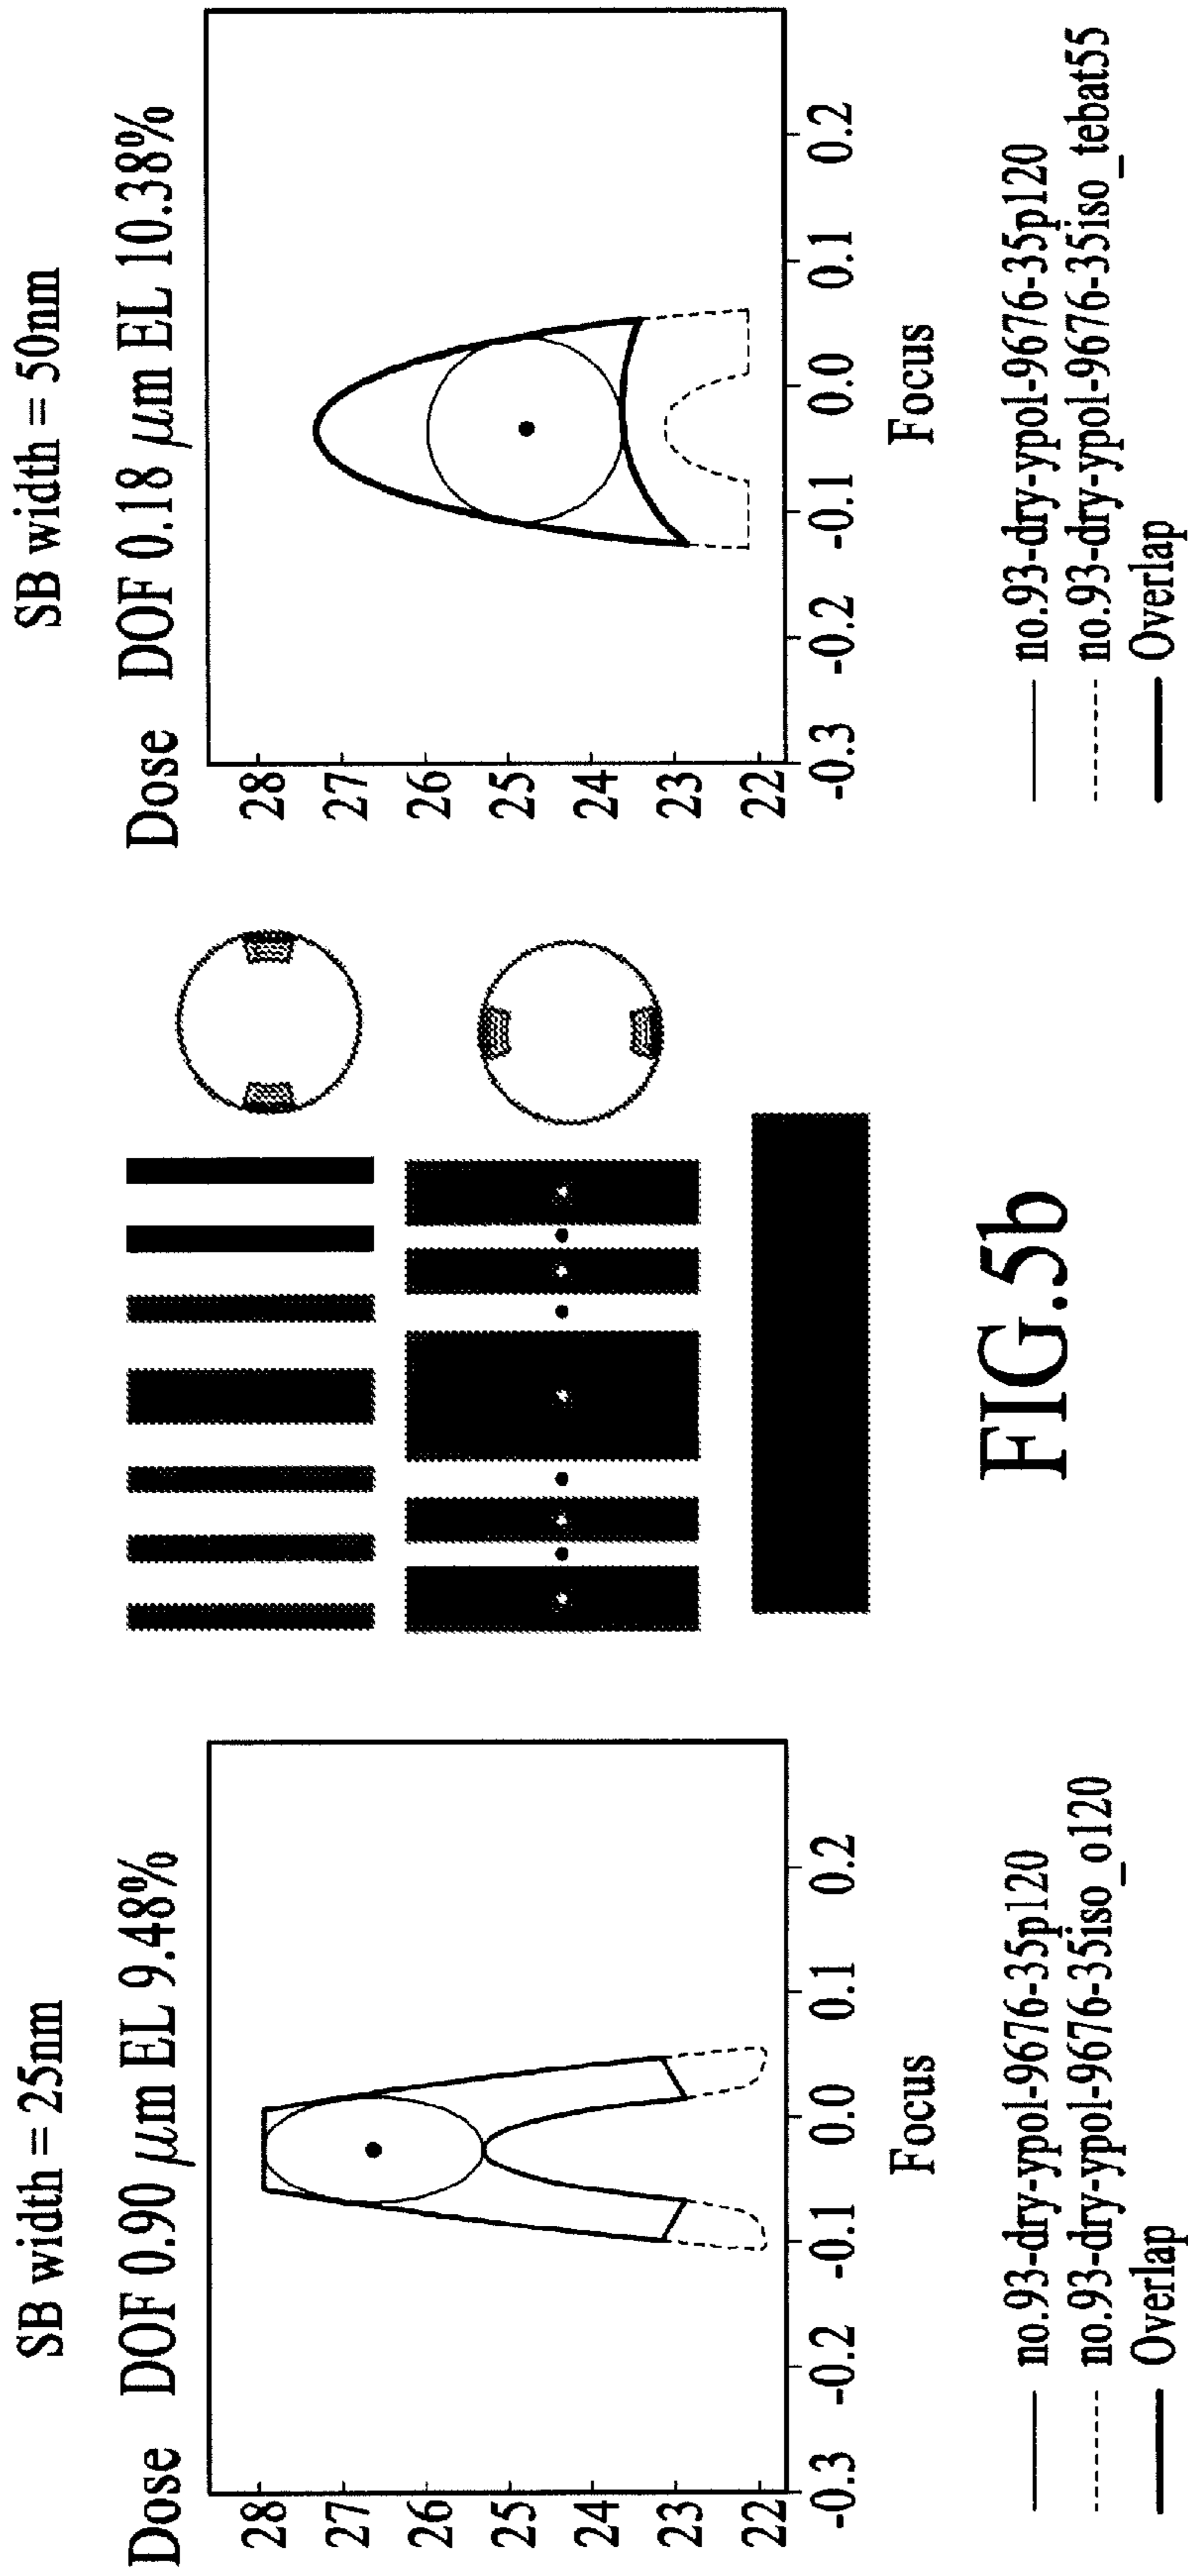 SB width = 25nm
Dose DOF 0.90 μm EL 9.48%
28
27
26
25
24
23
22
-0.3 -0.2 -0.1 0.0 0.1 0.2
Focus
no.93-dry-ypol-9676-35p120
no.93-dry-ypol-9676-35iso_o120
Overlap
FIG.5b
SB width = 50nm
Dose DOF 0.18 μm EL 10.38%
28
27
26
25
24
23
22
-0.3 -0.2 -0.1 0.0 0.1 0.2
Focus
no.93-dry-ypol-9676-35p120
no.93-dry-ypol-9676-35iso_tebat55
Overlap